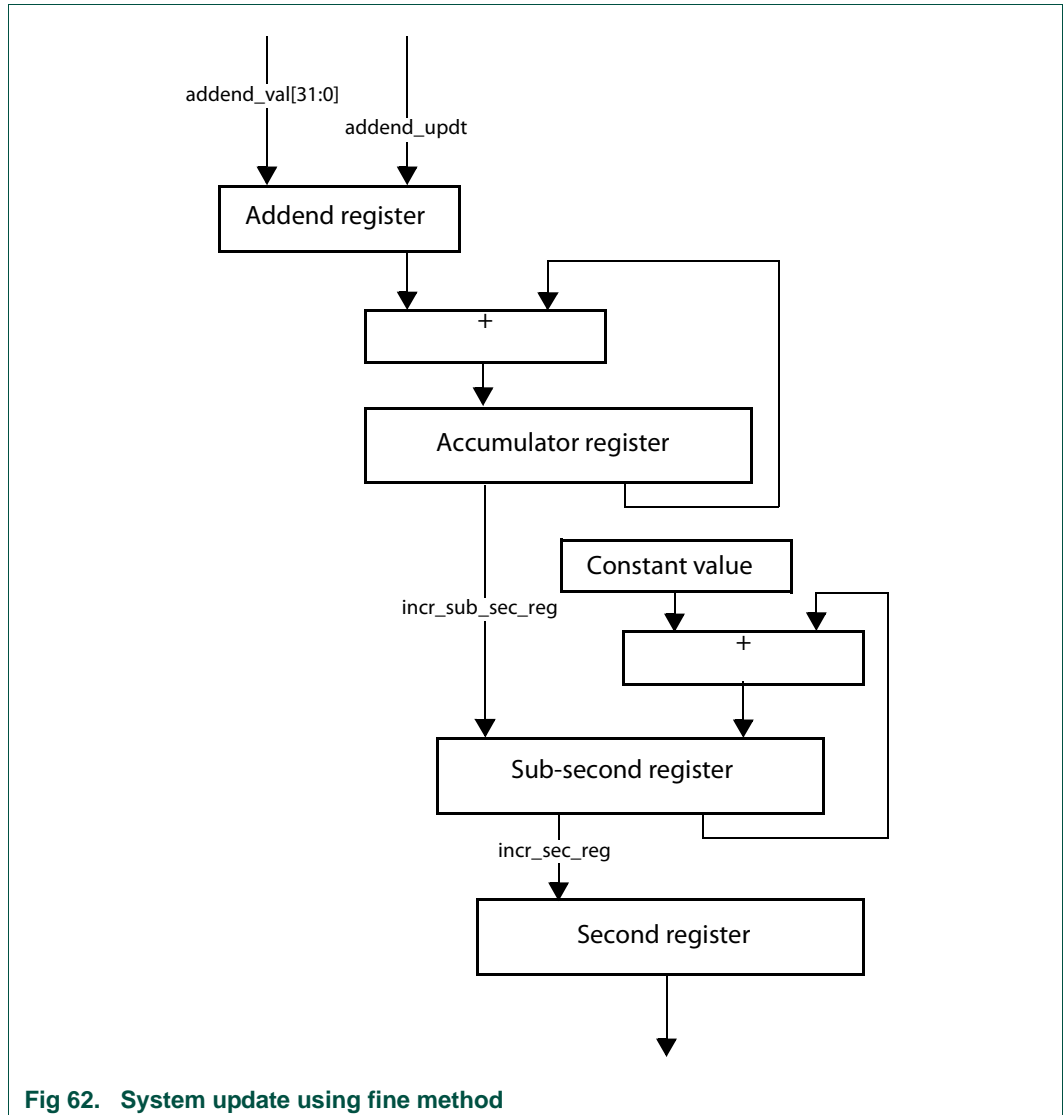 addend_val[31:0]
addend_updt
Addend register
+
Accumulator register
Constant value
incr_sub_sec_reg
+
Sub-second register
incr_sec_reg
Second register
Fig 62. System update using fine method